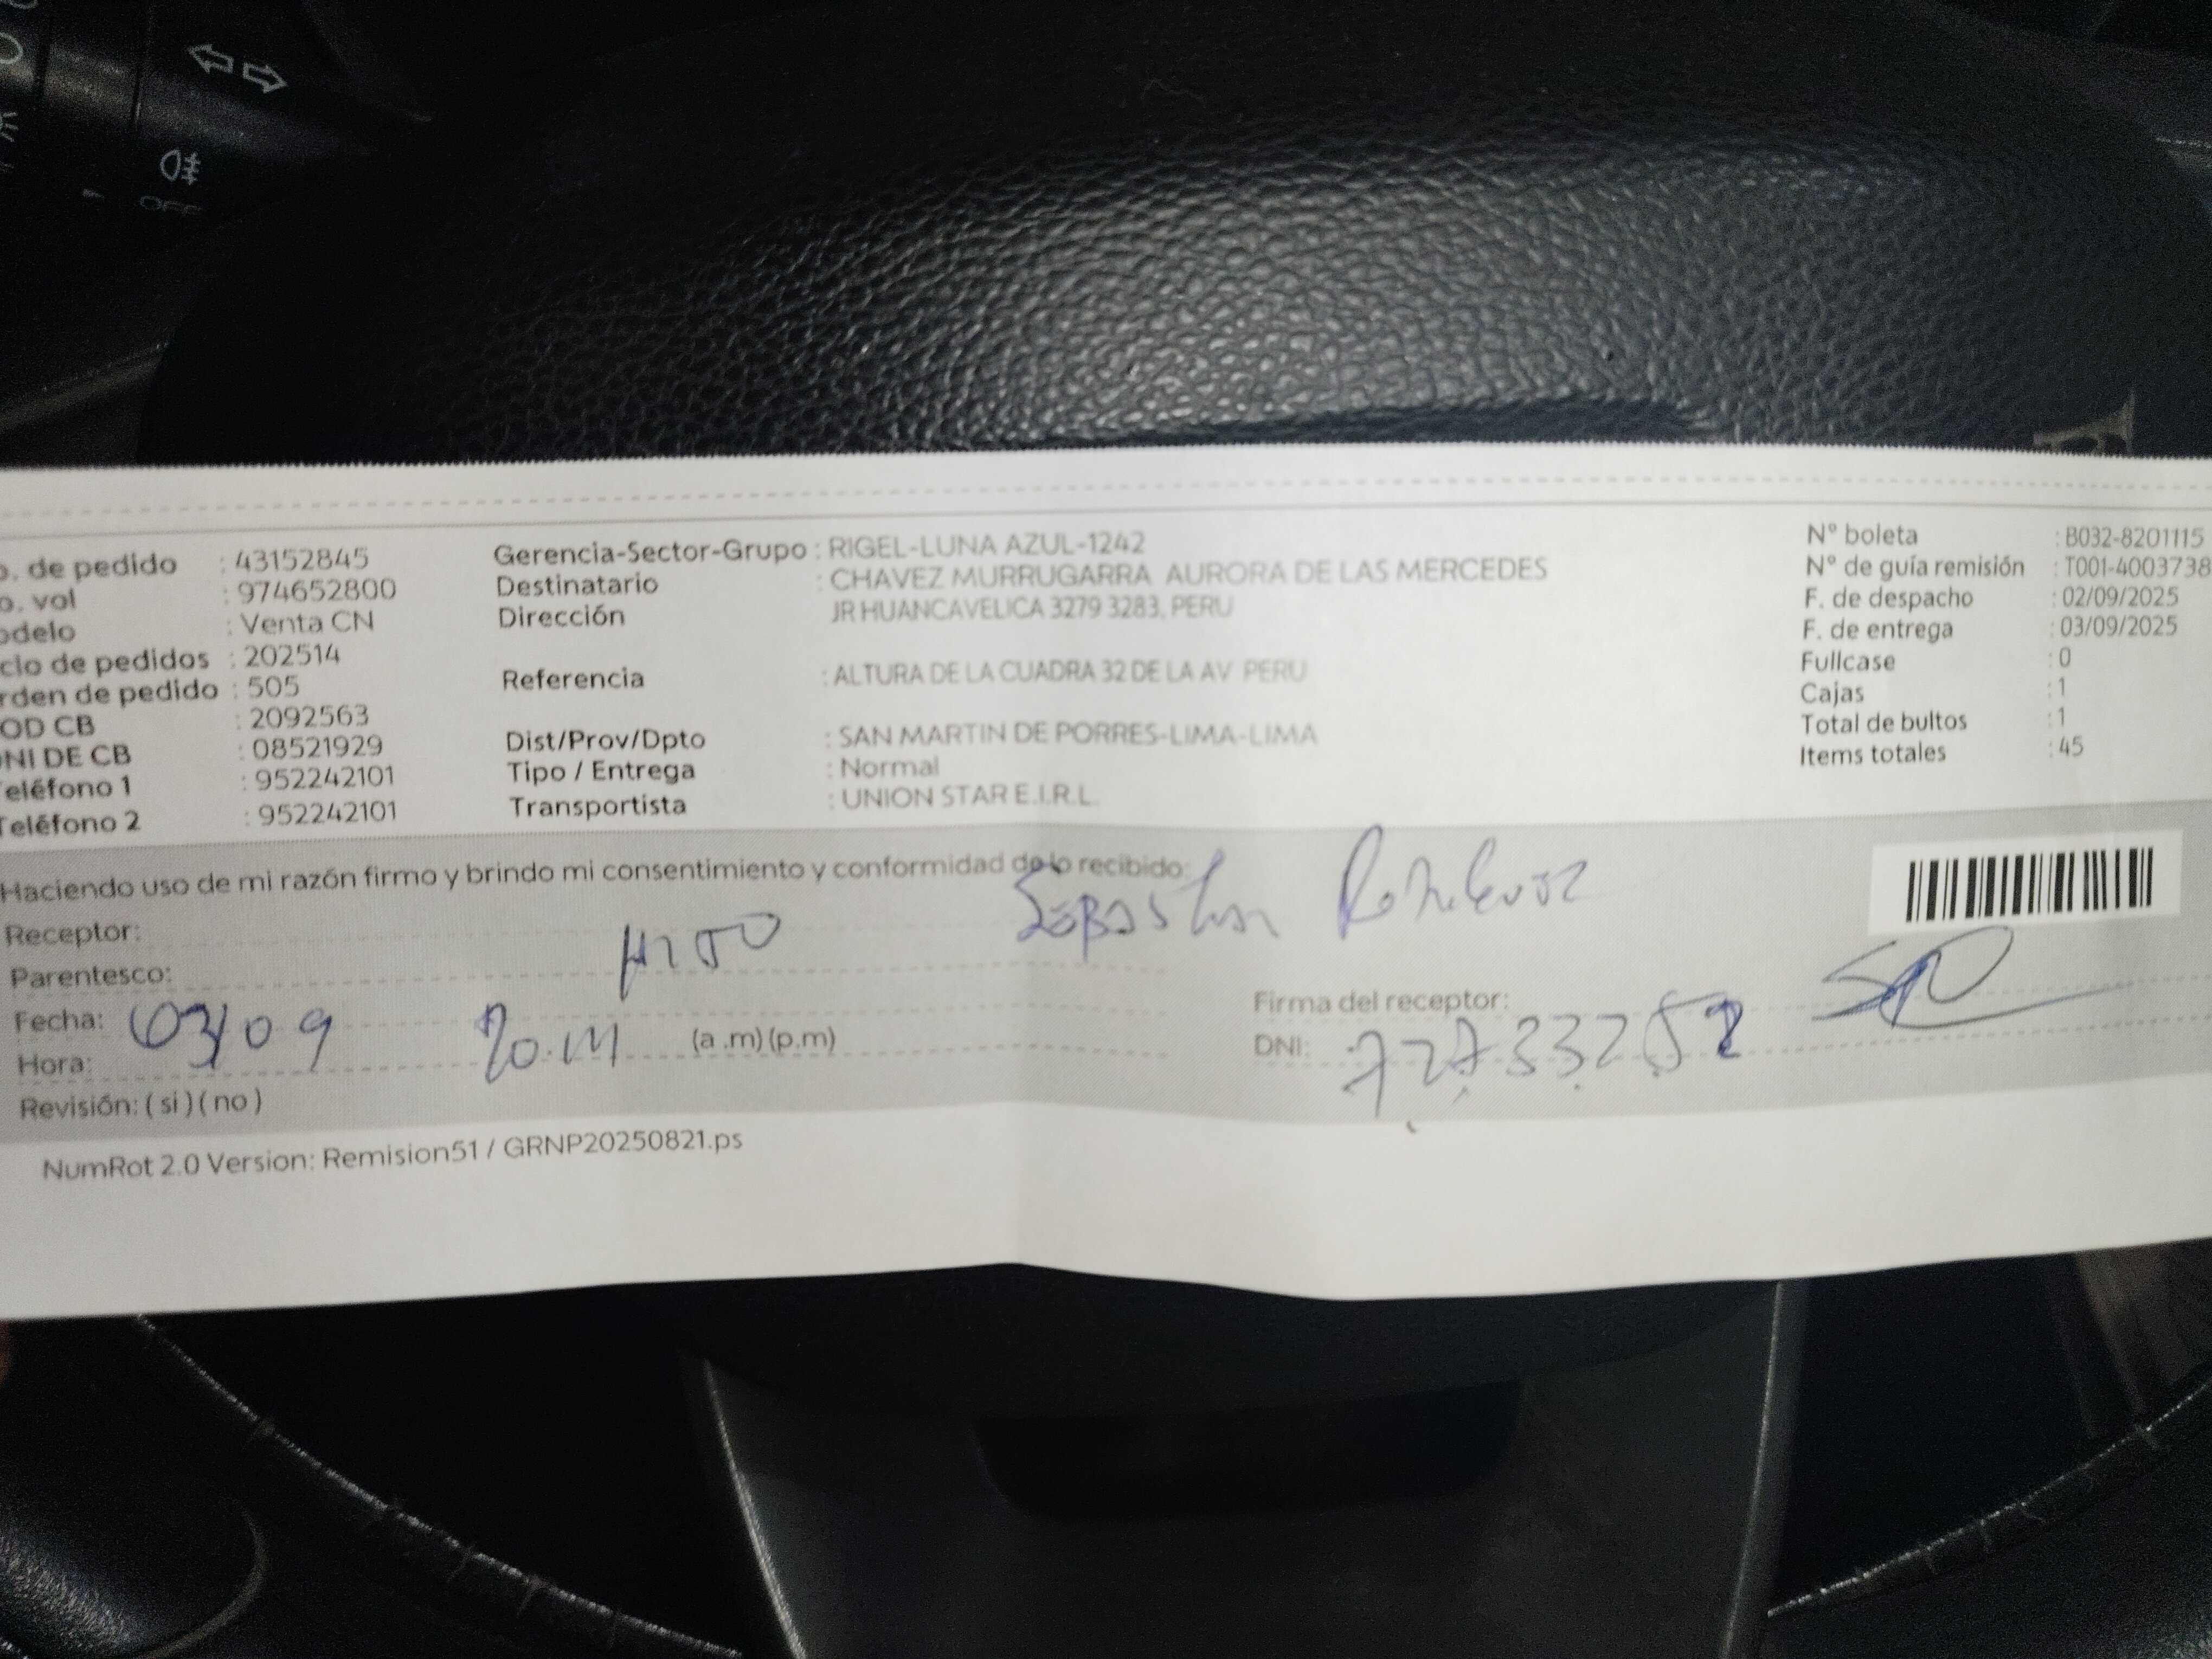 OFF
o. de pedido : 43152845
o. vol : 974652800
odelo : Venta CN
clo de pedidos : 202514
rden de pedido : 505
OD CB : 2092563
NI DE CB : 08521929
eléfono 1 : 952242101
Teléfono 2 : 952242101
Gerencia-Sector-Grupo : RIGEL-LUNA AZUL-1242
Destinatario : CHAVEZ MURRUGARRA AURORA DE LAS MERCEDES
Dirección JR HUANCAVELICA 3279 3283, PERU
Referencia : ALTURA DE LA CUADRA 32 DE LA AV PERU
Dist/Prov/Dpto : SAN MARTIN DE PORRES-LIMA-LIMA
Tipo / Entrega : Normal
Transportista : UNION STAR E.I.R.L.
Nº boleta : B032-8201115
Nº de guía remisión : T001-4003738
F. de despacho : 02/09/2025
F. de entrega : 03/09/2025
Fullcase : 0
Cajas : 1
Total de bultos : 1
Items totales : 45
Haciendo uso de mi razón firmo y brindo mi consentimiento y conformidad de lo recibido:
Receptor: Sebastian
Parentesco: HIJO
Fecha: 03/09
Hora: (a .m) (p.m)
Revisión: ( si ) ( no )
Firma del receptor:
DNI: 72733252
NumRot 2.0 Version: Remision51 / GRNP20250821.ps